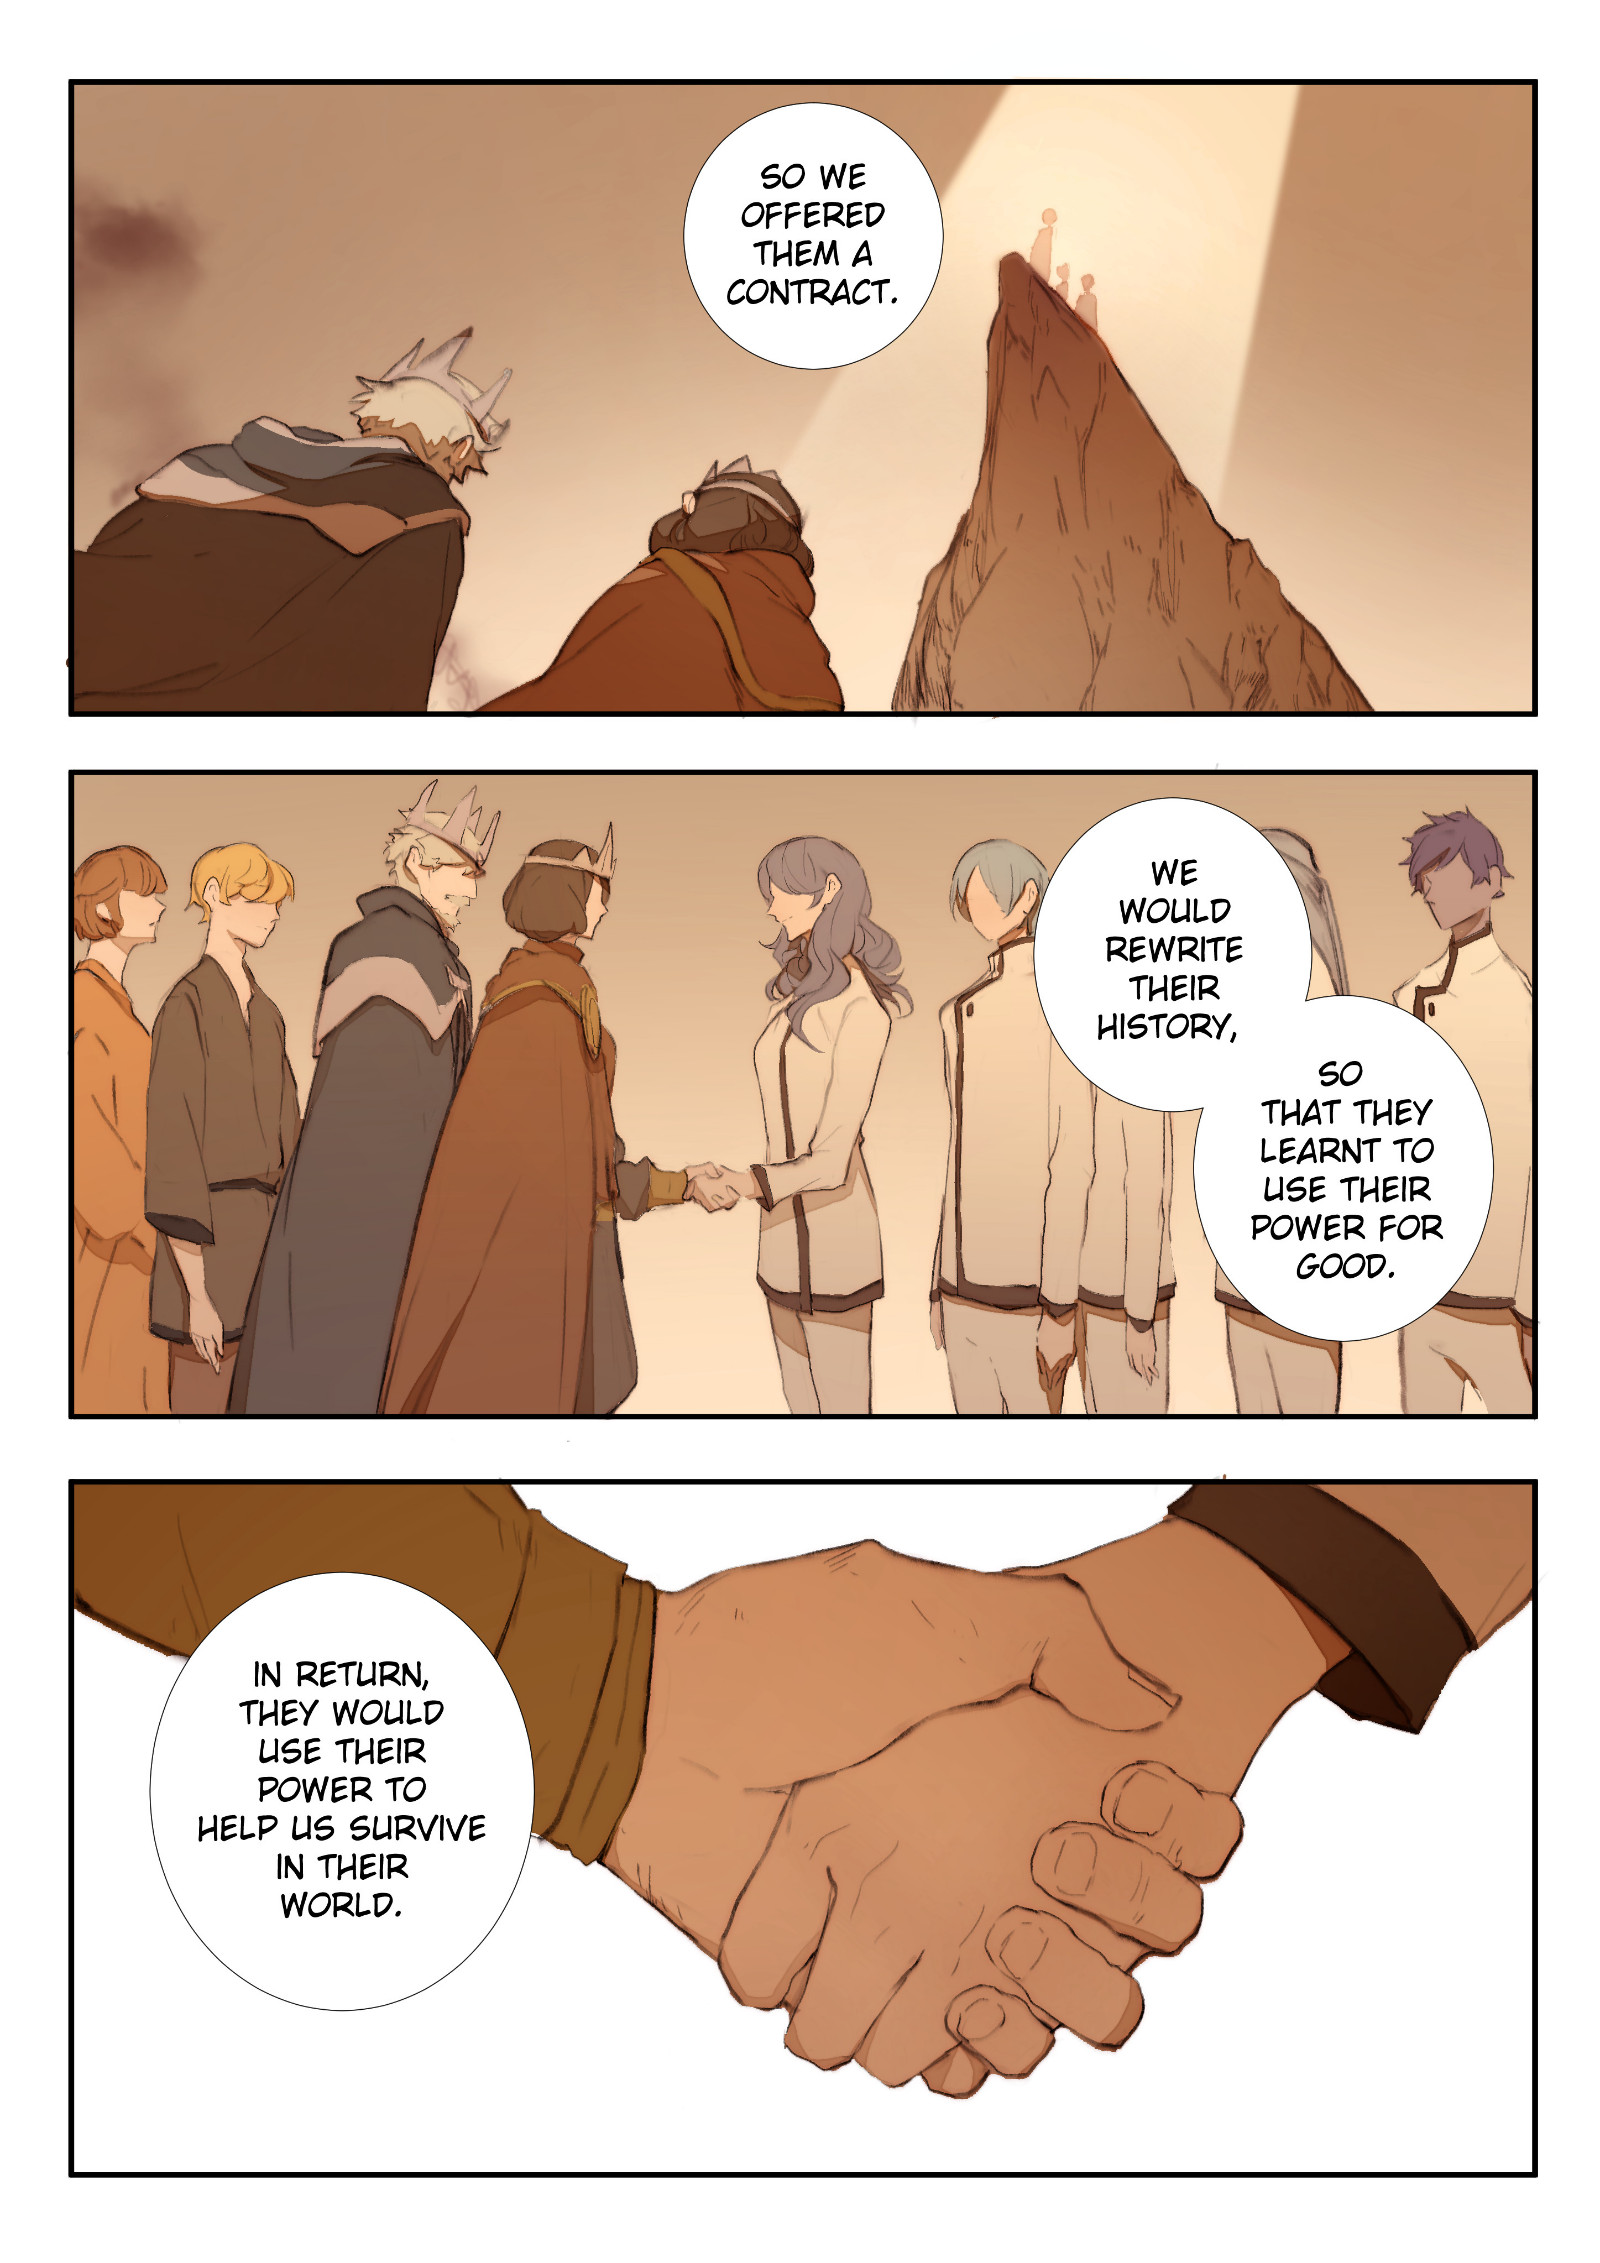 SO WE
OFFERED
THEM A
CONTRACT.
WE
WOULD
REWRITE
THEIR
HISTORY,
SO
THAT THEY
LEARNT TO
USE THEIR
POWER FOR
GOOD.
IN RETURN,
THEY WOULD
USE THEIR
POWER TO
HELP US SURVIVE
IN THEIR
WORLD.